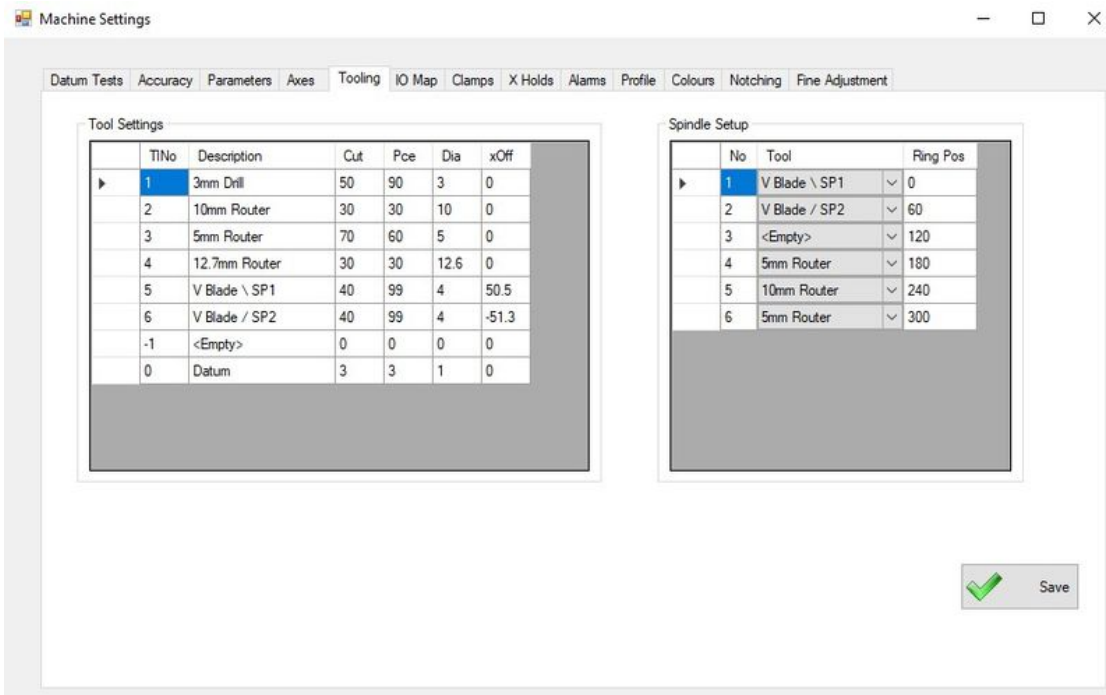 Machine Settings
Datum Tests Accuracy Parameters Axes Tooling IO Map Clamps X Holds Alarms Profile Colours Notching Fine Adjustment
Tool Settings
TlNo Description Cut Pce Dia xOff
1 3mm Drill 50 90 3 0
2 10mm Router 30 30 10 0
3 5mm Router 70 60 5 0
4 12.7mm Router 30 30 12.6 0
5 V Blade \ SP1 40 99 4 50.5
6 V Blade / SP2 40 99 4 -51.3
-1 <Empty> 0 0 0 0
0 Datum 3 3 1 0
Spindle Setup
No Tool Ring Pos
1 V Blade \ SP1 0
2 V Blade / SP2 60
3 <Empty> 120
4 5mm Router 180
5 10mm Router 240
6 5mm Router 300
Save